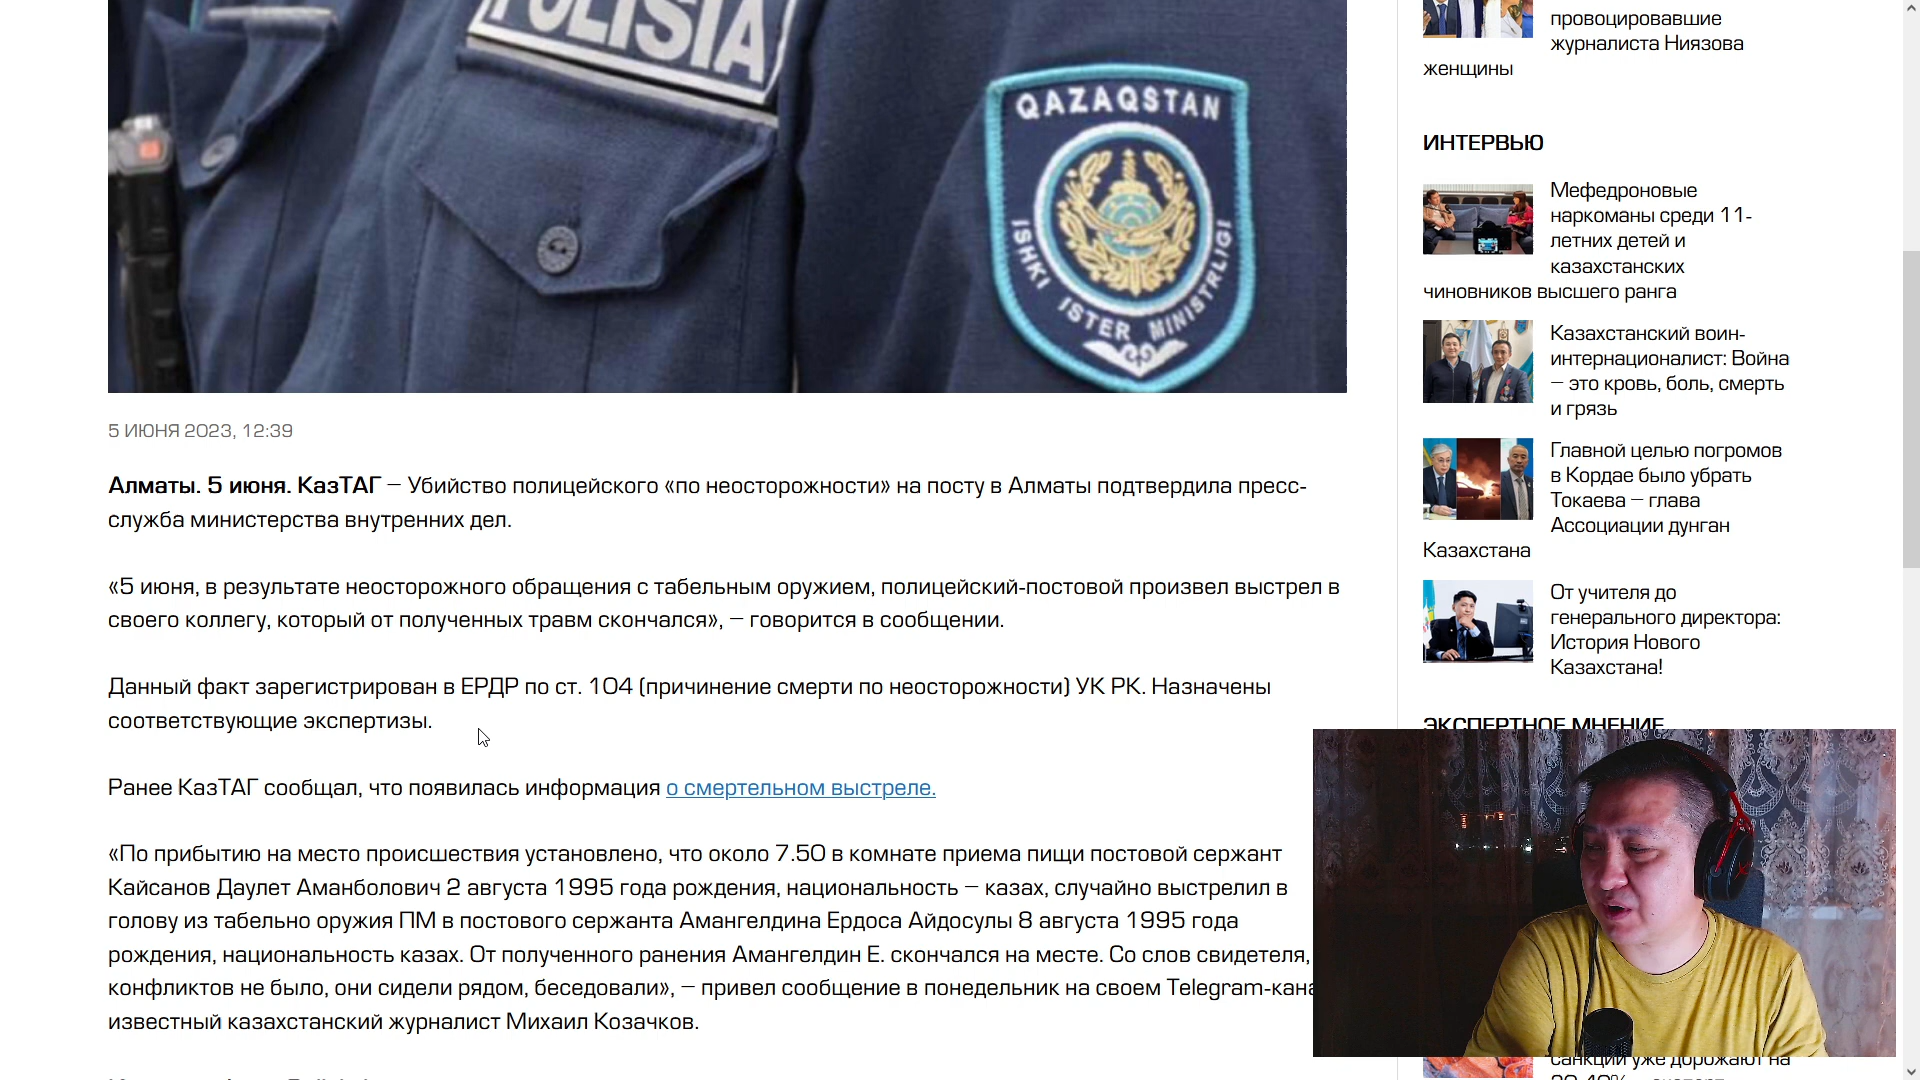 POLISIA
QAZAQSTAN
ISHKI ISTER MINISTRLIGI
5 ИЮНЯ 2023, 12:39
Алматы. 5 июня. КазТАГ – Убийство полицейского «по неосторожности» на посту в Алматы подтвердила пресс-
служба министерства внутренних дел.
«5 июня, в результате неосторожного обращения с табельным оружием, полицейский-постовой произвел выстрел в
своего коллегу, который от полученных травм скончался», – говорится в сообщении.
Данный факт зарегистрирован в ЕРДР по ст. 104 (причинение смерти по неосторожности) УК РК. Назначены
соответствующие экспертизы.
Ранее КазТАГ сообщал, что появилась информация о смертельном выстреле.
«По прибытию на место происшествия установлено, что около 7.50 в комнате приема пищи постовой сержант
Кайсанов Даулет Аманболович 2 августа 1995 года рождения, национальность – казах, случайно выстрелил в
голову из табельно оружия ПМ в постового сержанта Амангелдина Ердоса Айдосулы 8 августа 1995 года
рождения, национальность казах. От полученного ранения Амангелдин Е. скончался на месте. Со слов свидетеля,
конфликтов не было, они сидели рядом, беседовали», – привел сообщение в понедельник на своем Telegram-кана
известный казахстанский журналист Михаил Козачков.
провоцировавшие
журналиста Ниязова
женщины
ИНТЕРВЬЮ
Мефедроновые
наркоманы среди 11-
летних детей и
казахстанских
чиновников высшего ранга
Казахстанский воин-
интернационалист: Война
– это кровь, боль, смерть
и грязь
Главной целью погромов
в Кордае было убрать
Токаева – глава
Ассоциации дунган
Казахстана
От учителя до
генерального директора:
История Нового
Казахстана!
ЭКСПЕРТНОЕ МНЕНИЕ
санкций уже дорожают на